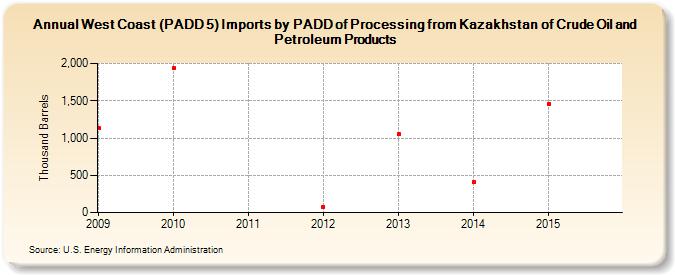 Annual West Coast (PADD 5) Imports by PADD of Processing from Kazakhstan of Crude Oil and
Petroleum Products
Thousand Barrels
2,000
1,500
1,000
500
0
2009 2010 2011 2012 2013 2014 2015
Source: U.S. Energy Information Administration